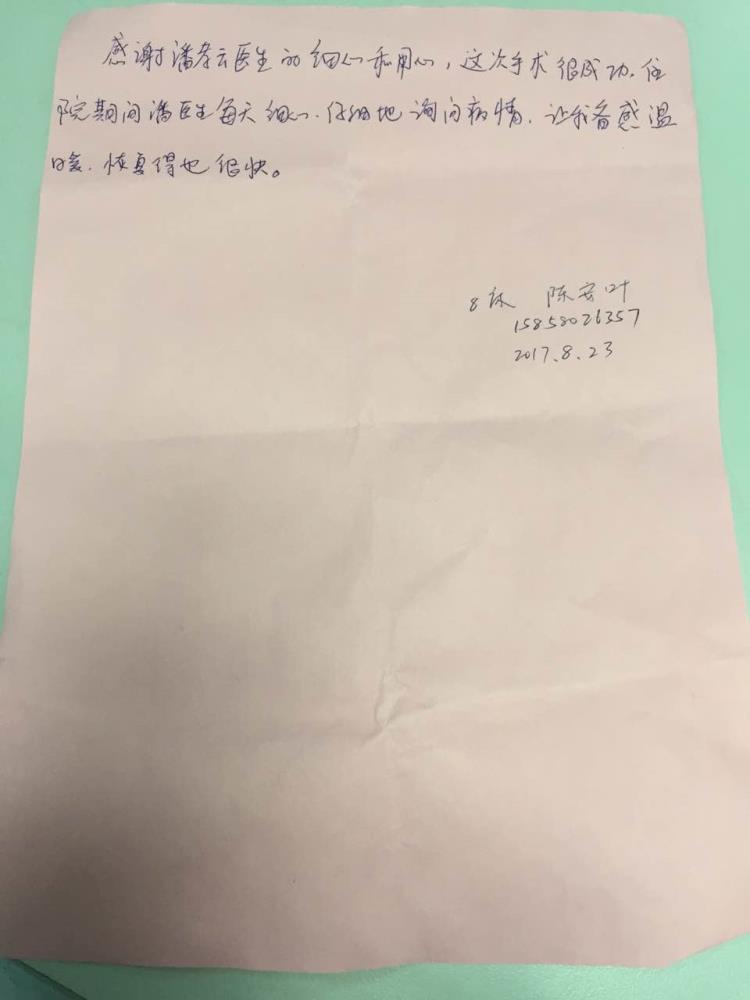 感谢潘孝云医生的细心和用心，这次手术很成功。住
院期间潘医生每天细心、仔细地询问病情，让我备感温
暖，恢复得也很快。
8床 陈安叶
15858026357
2017.8.23